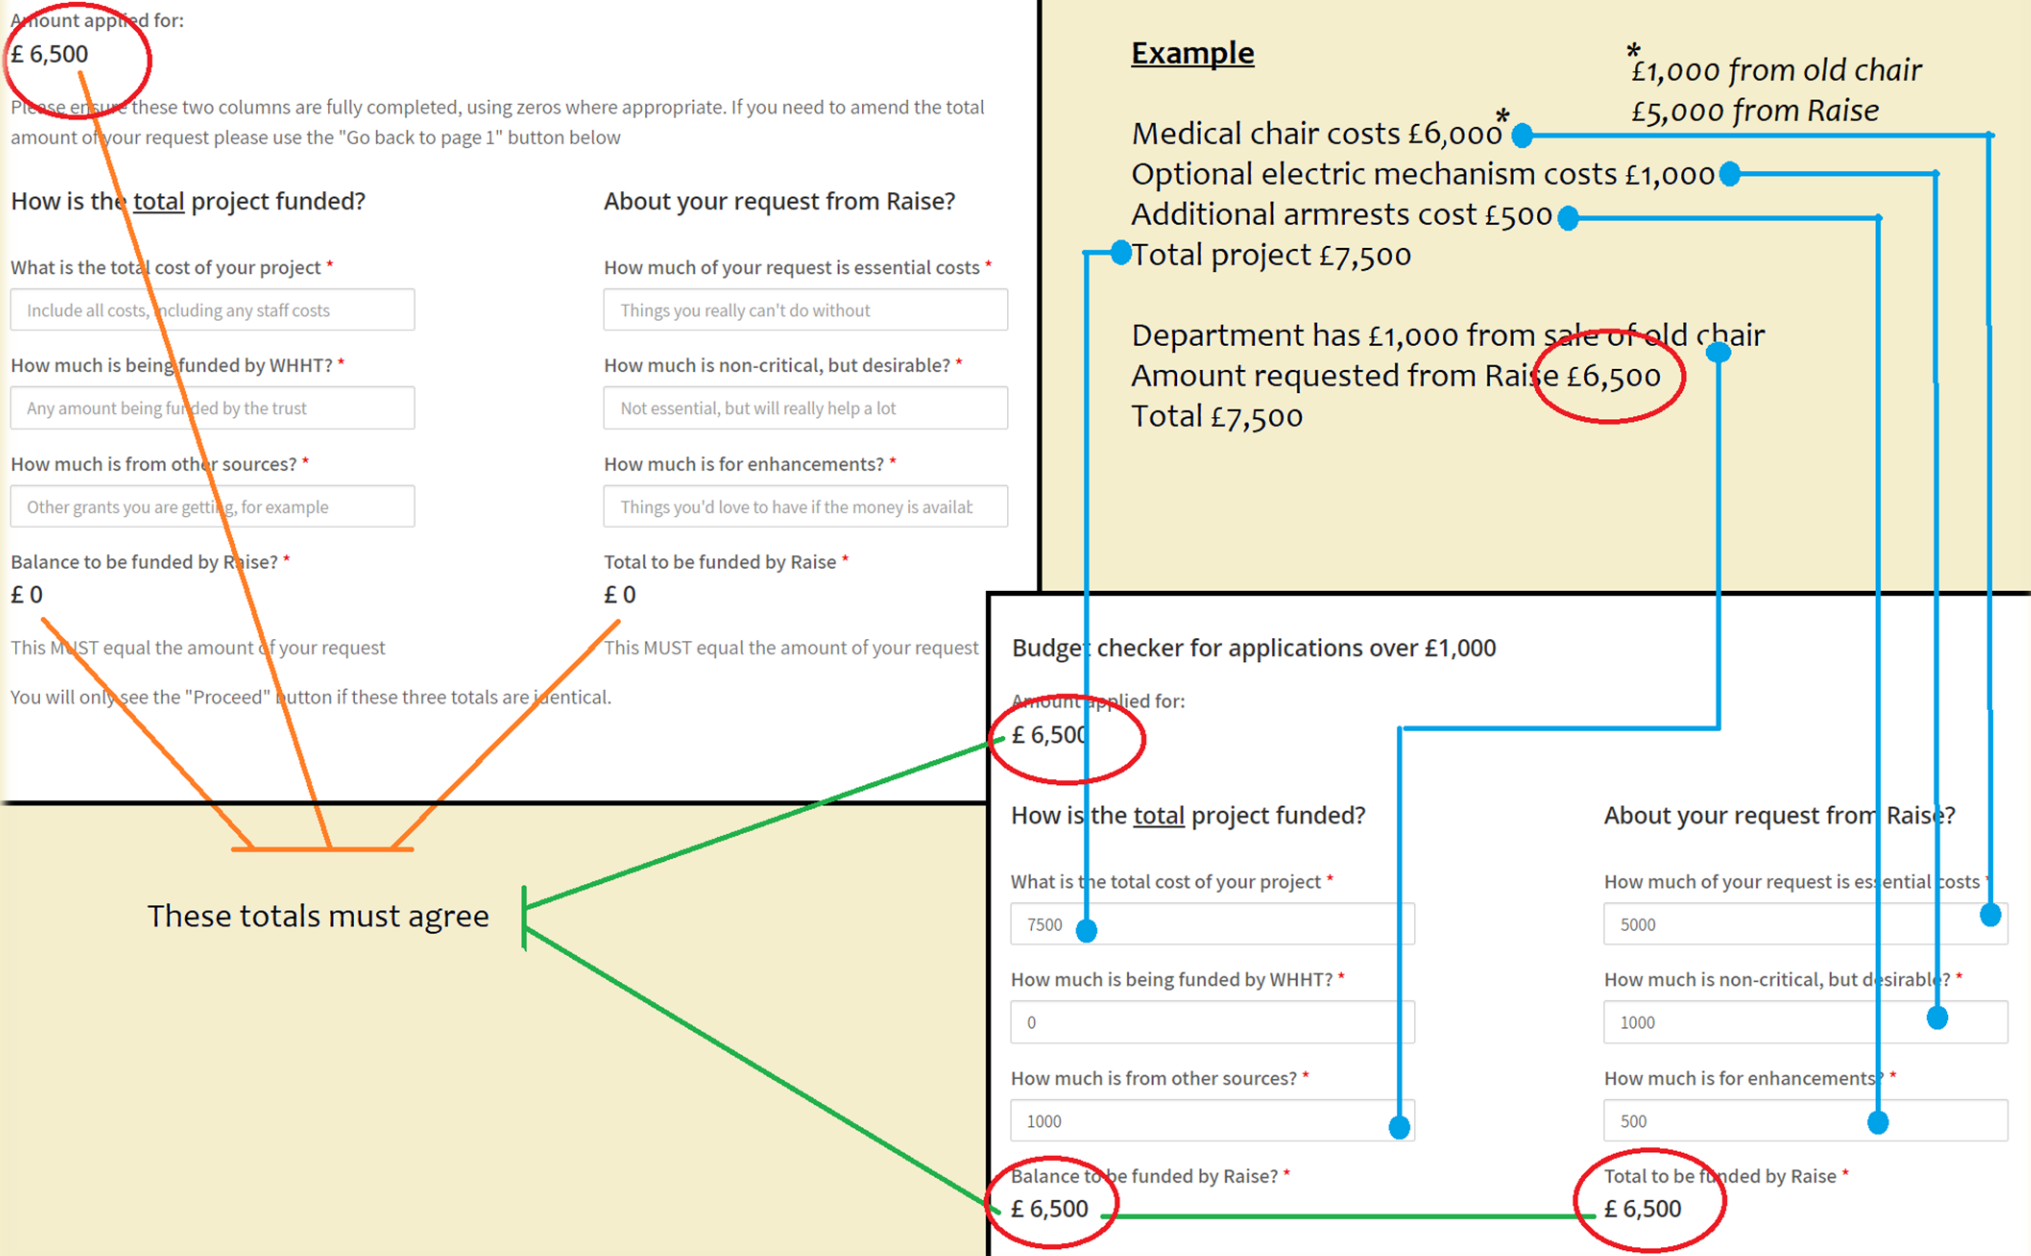 Amount applied for:
£ 6,500
Please ensure these two columns are fully completed, using zeros where appropriate. If you need to amend the total
amount of your request please use the "Go back to page 1" button below
How is the total project funded?
About your request from Raise?
What is the total cost of your project *
How much of your request is essential costs *
Include all costs, including any staff costs
Things you really can't do without
How much is being funded by WHHT? *
How much is non-critical, but desirable? *
Any amount being funded by the trust
Not essential, but will really help a lot
How much is from other sources? *
How much is for enhancements? *
Other grants you are getting, for example
Things you'd love to have if the money is availat
Balance to be funded by Raise? *
Total to be funded by Raise *
£ 0
£ 0
This MUST equal the amount of your request
This MUST equal the amount of your request
You will only see the "Proceed" button if these three totals are identical.
These totals must agree
Example
*
£1,000 from old chair
£5,000 from Raise
Medical chair costs £6,000*
Optional electric mechanism costs £1,000
Additional armrests cost £500
Total project £7,500
Department has £1,000 from sale of old chair
Amount requested from Raise £6,500
Total £7,500
Budget checker for applications over £1,000
Amount applied for:
£ 6,500
How is the total project funded?
About your request from Raise?
What is the total cost of your project *
How much of your request is essential costs *
7500
5000
How much is being funded by WHHT? *
How much is non-critical, but desirable? *
0
1000
How much is from other sources? *
How much is for enhancements? *
1000
500
Balance to be funded by Raise? *
Total to be funded by Raise *
£ 6,500
£ 6,500